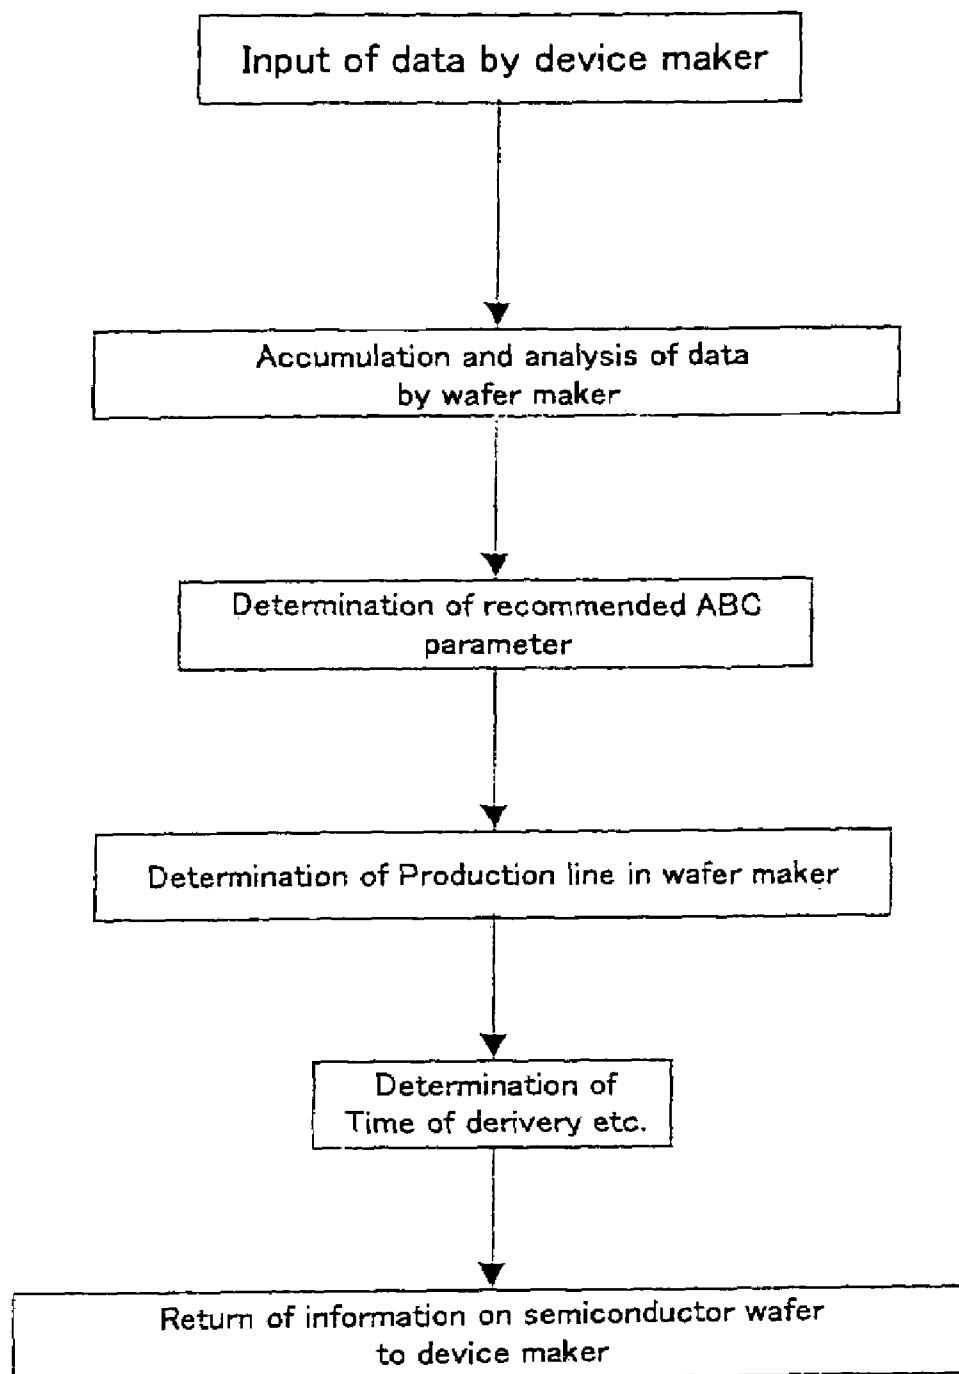 Input of data by device maker
Accumulation and analysis of data
by wafer maker
Determination of recommended ABC
parameter
Determination of Production line in wafer maker
Determination of
Time of derivery etc.
Return of information on semiconductor wafer
to device maker